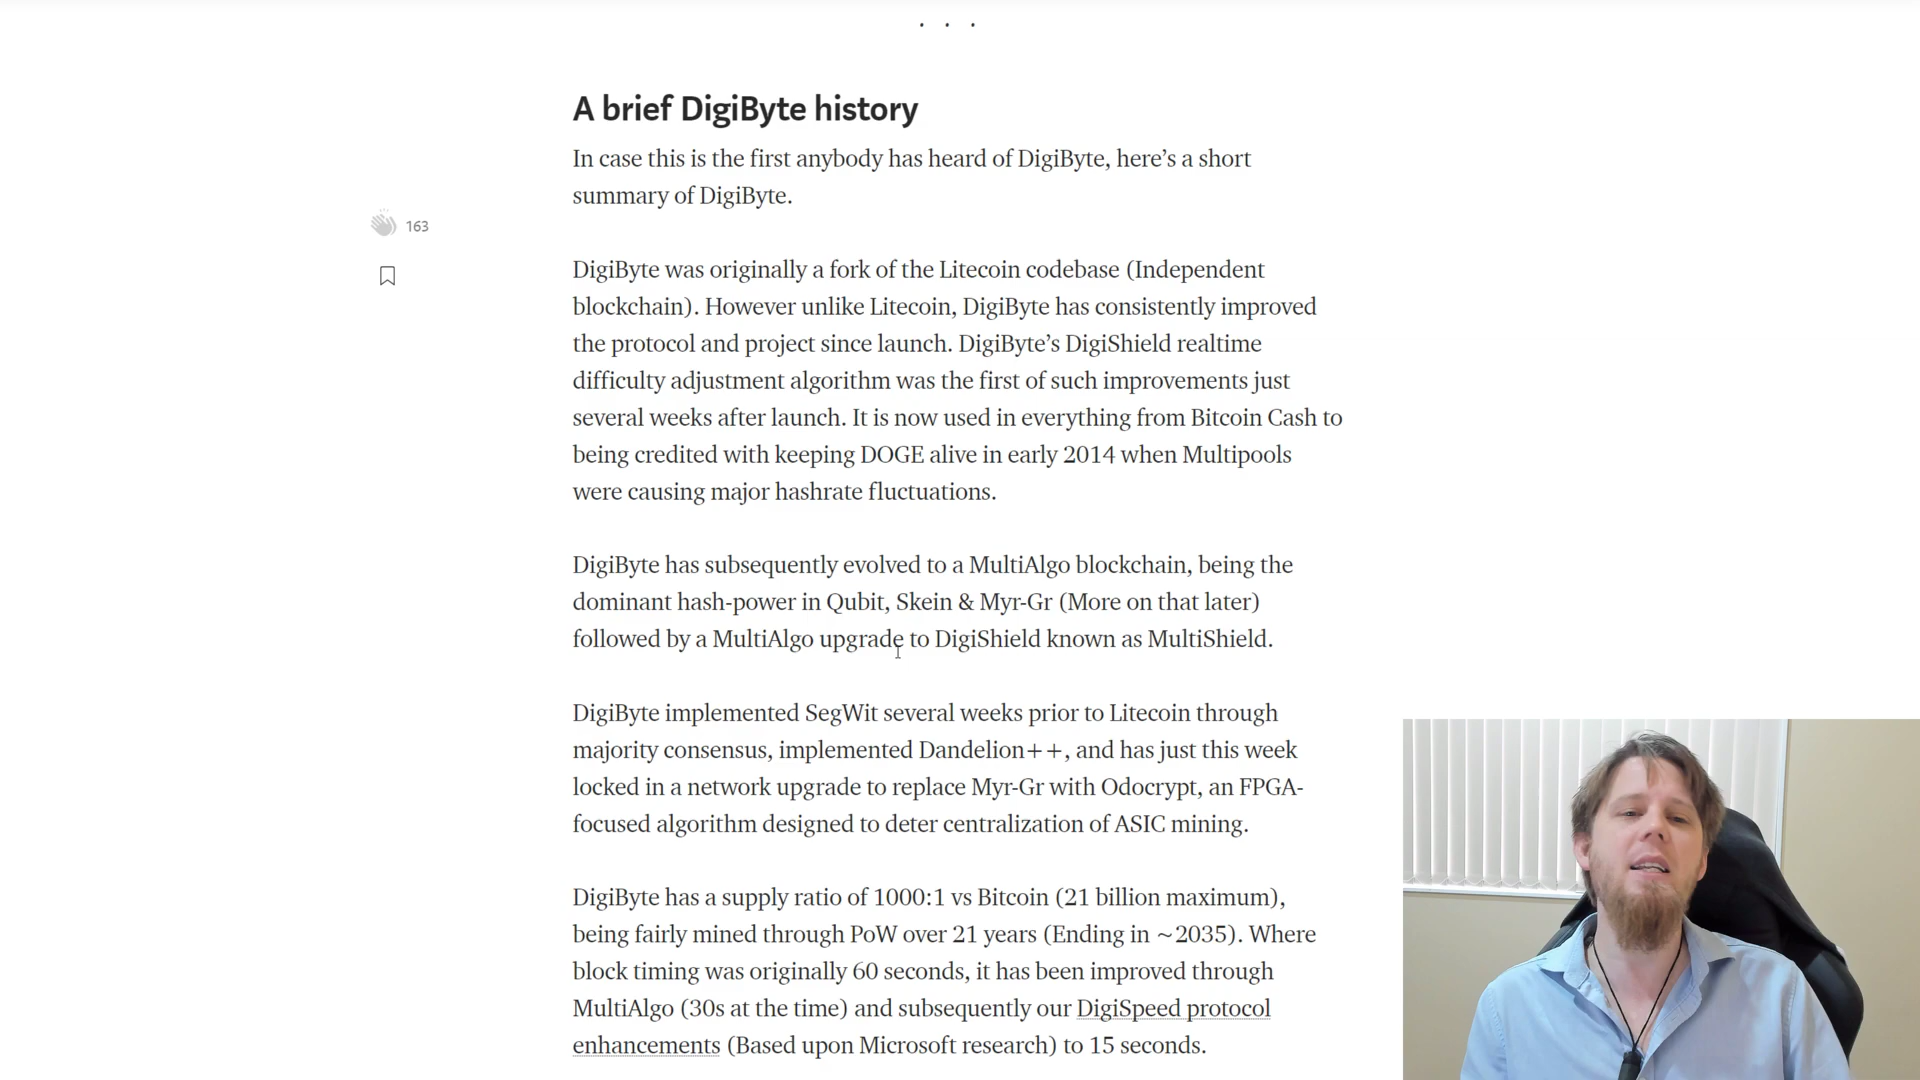 . . .
A brief DigiByte history
In case this is the first anybody has heard of DigiByte, here’s a short
summary of DigiByte.
163
DigiByte was originally a fork of the Litecoin codebase (Independent
blockchain). However unlike Litecoin, DigiByte has consistently improved
the protocol and project since launch. DigiByte’s DigiShield realtime
difficulty adjustment algorithm was the first of such improvements just
several weeks after launch. It is now used in everything from Bitcoin Cash to
being credited with keeping DOGE alive in early 2014 when Multipools
were causing major hashrate fluctuations.
DigiByte has subsequently evolved to a MultiAlgo blockchain, being the
dominant hash-power in Qubit, Skein & Myr-Gr (More on that later)
followed by a MultiAlgo upgrade to DigiShield known as MultiShield.
DigiByte implemented SegWit several weeks prior to Litecoin through
majority consensus, implemented Dandelion++, and has just this week
locked in a network upgrade to replace Myr-Gr with Odocrypt, an FPGA-
focused algorithm designed to deter centralization of ASIC mining.
DigiByte has a supply ratio of 1000:1 vs Bitcoin (21 billion maximum),
being fairly mined through PoW over 21 years (Ending in ~2035). Where
block timing was originally 60 seconds, it has been improved through
MultiAlgo (30s at the time) and subsequently our DigiSpeed protocol
enhancements (Based upon Microsoft research) to 15 seconds.